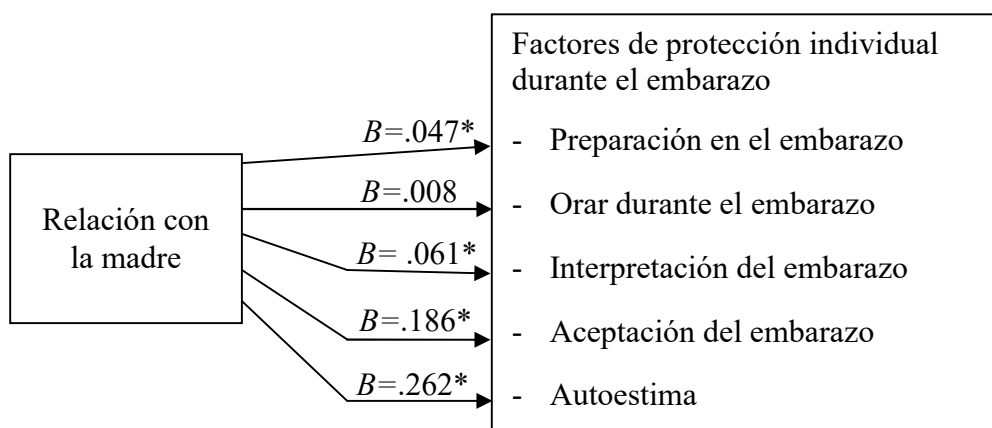 Factores de protección individual
durante el embarazo
B=.047*
- Preparación en el embarazo
Relación con
la madre
B=.008
- Orar durante el embarazo
B= .061*
- Interpretación del embarazo
B=.186*
- Aceptación del embarazo
B=.262*
- Autoestima